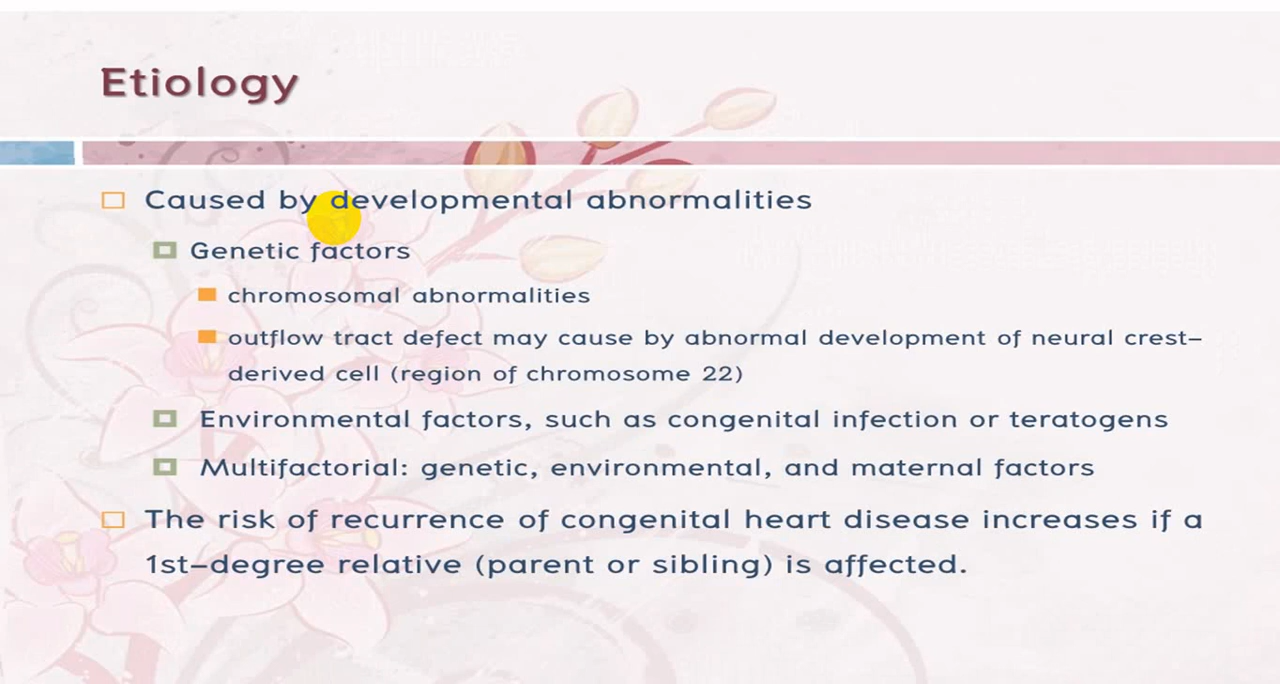 Etiology
Caused by developmental abnormalities
Genetic factors
chromosomal abnormalities
outflow tract defect may cause by abnormal development of neural crest-
derived cell (region of chromosome 22)
Environmental factors, such as congenital infection or teratogens
Multifactorial: genetic, environmental, and maternal factors
The risk of recurrence of congenital heart disease increases if a
1st-degree relative (parent or sibling) is affected.